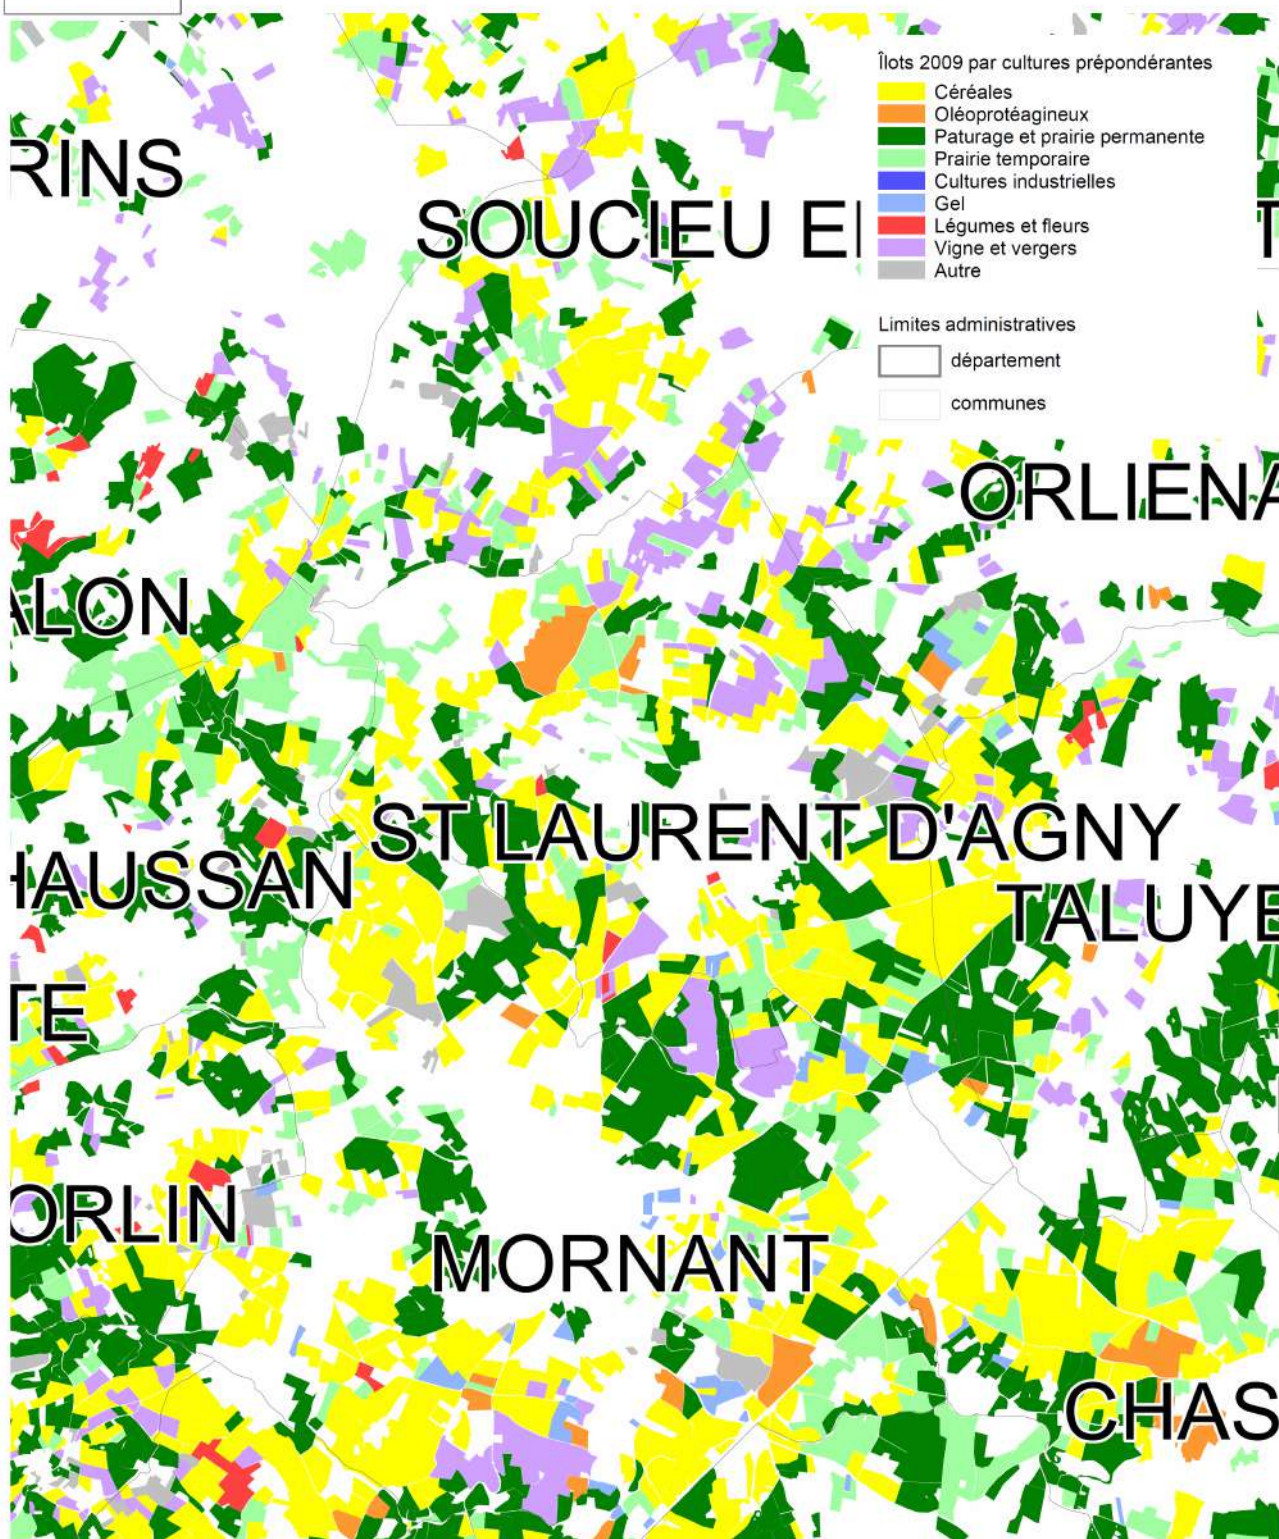 Îlots 2009 par cultures prépondérantes
Céréales
Oléoprotéagineux
Paturage et prairie permanente
Prairie temporaire
Cultures industrielles
Gel
Légumes et fleurs
Vigne et vergers
Autre
Limites administratives
département
communes
RINS
SOUCIEU E
T
ORLIENA
ALON
ST LAURENT D'AGNY
HAUSSAN
TALUYE
TE
ORLIN
MORNANT
CHAS